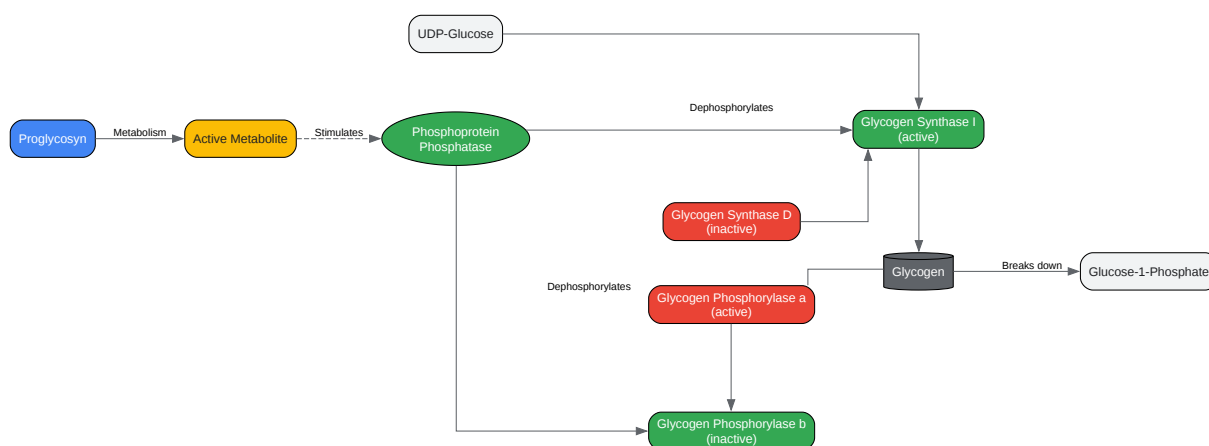 UDP-Glucose
Dephosphorylates
Proglycosyn
Metabolism
Active Metabolite
Stimulates
Phosphoprotein
Phosphatase
Glycogen Synthase I
(active)
Glycogen Synthase D
(inactive)
Glycogen
Breaks down
Glucose-1-Phosphate
Dephosphorylates
Glycogen Phosphorylase a
(active)
Glycogen Phosphorylase b
(inactive)